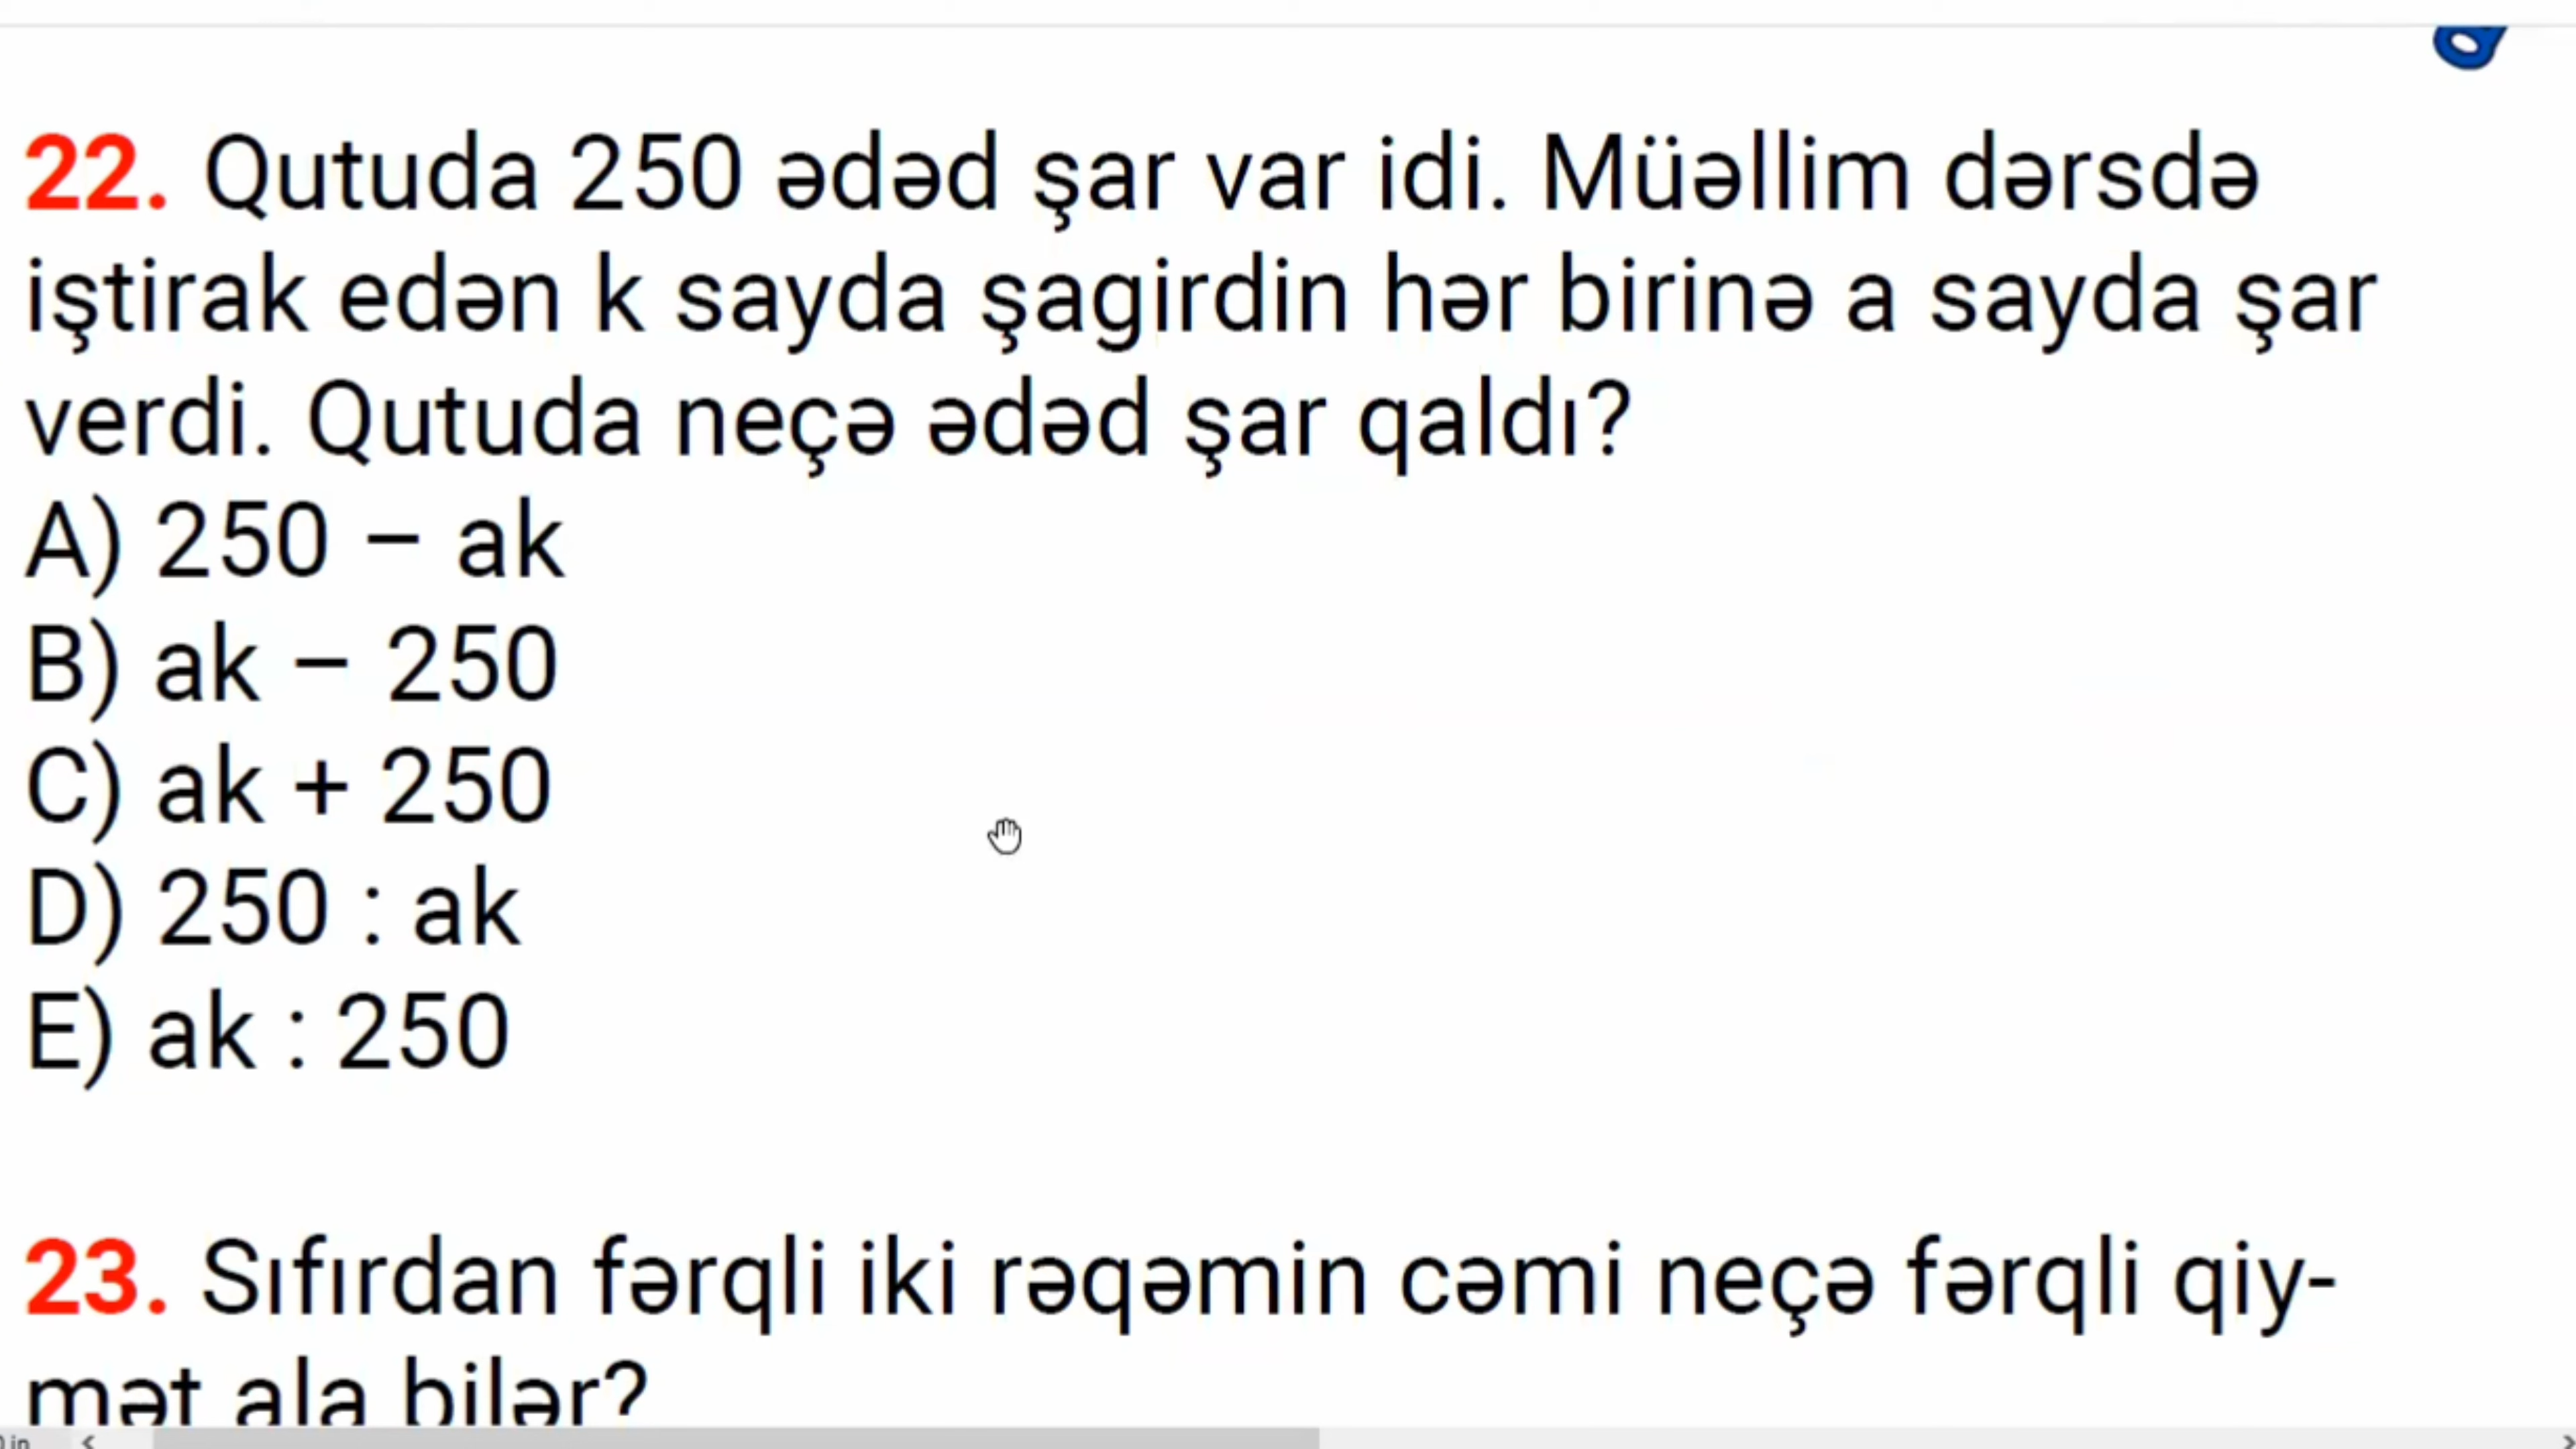 22. Qutuda 250 ədəd şar var idi. Müəllim dərsdə
iştirak edən k sayda şagirdin hər birinə a sayda şar
verdi. Qutuda neçə ədəd şar qaldı?
A) 250 – ak
B) ak – 250
C) ak + 250
D) 250 : ak
E) ak : 250
23. Sıfırdan fərqli iki rəqəmin cəmi neçə fərqli qiy-
mət ala bilər?